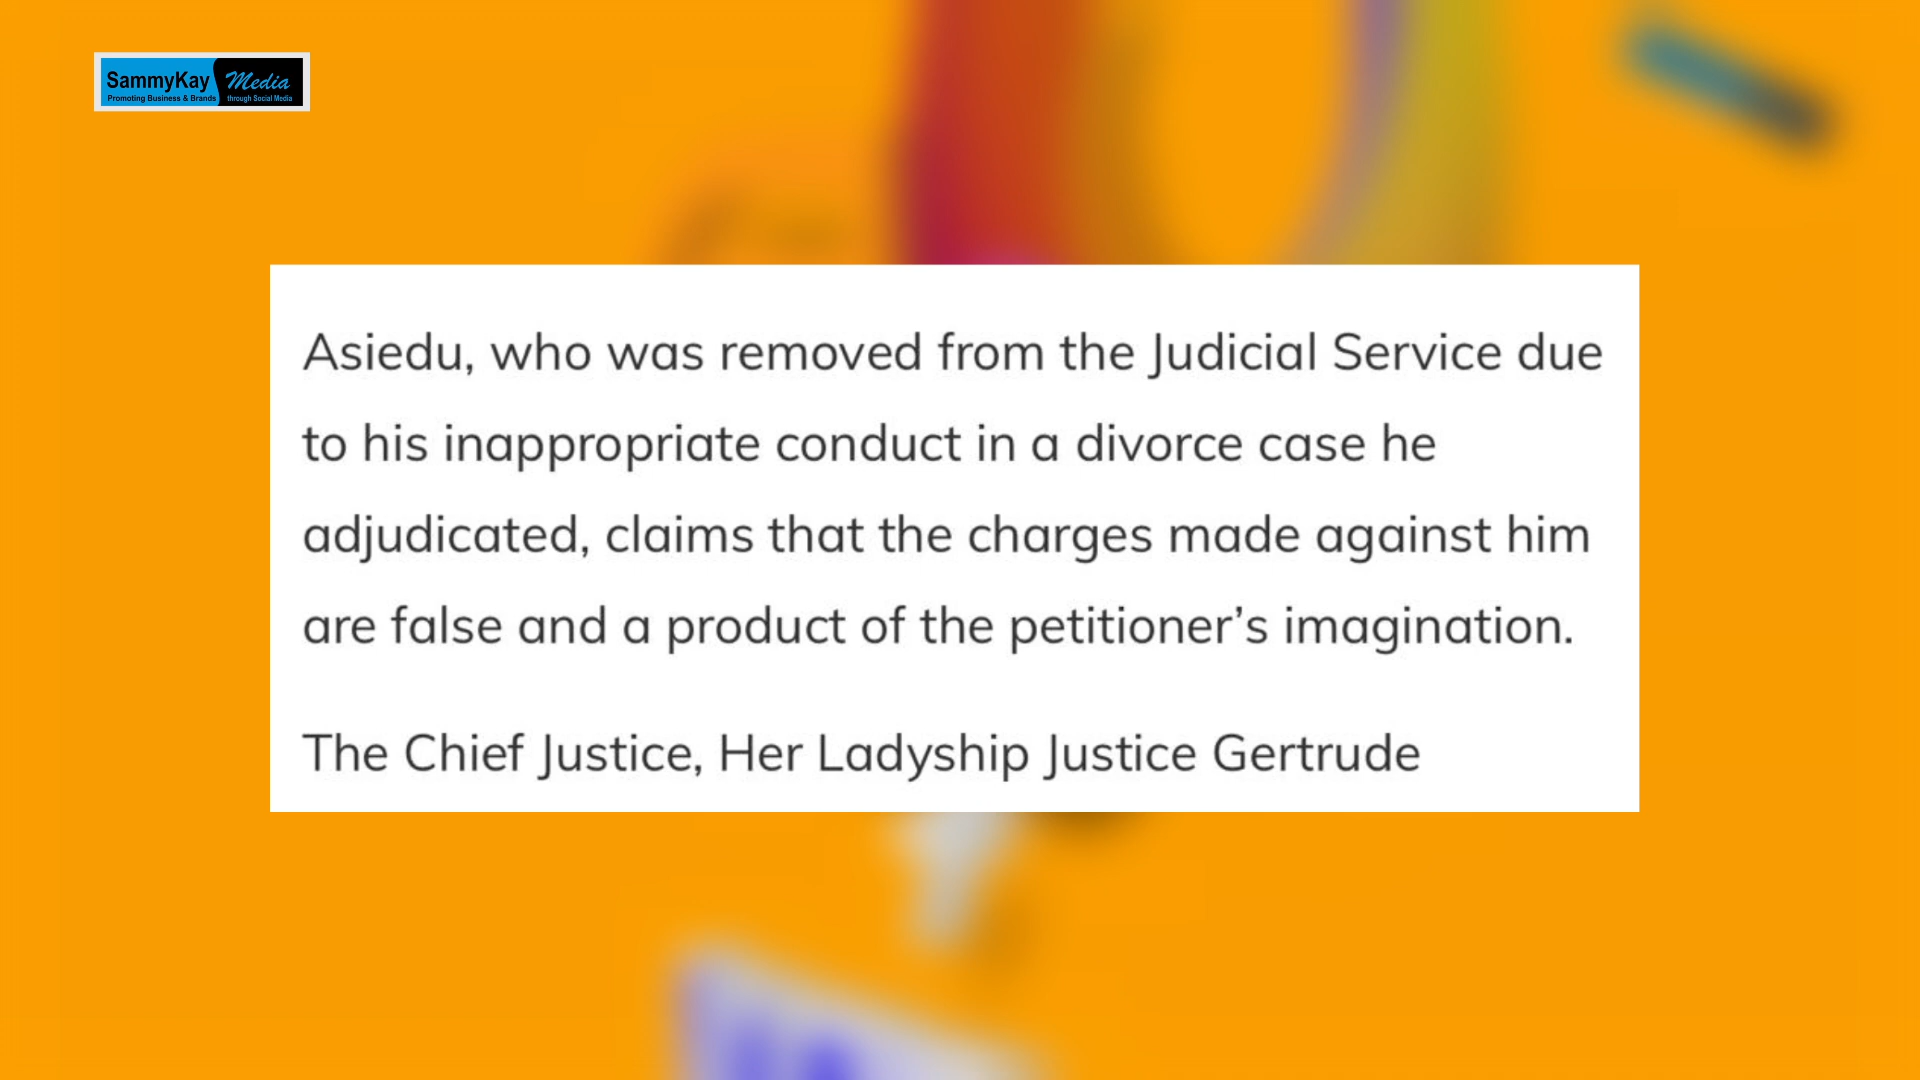 SammyKay Media
Promoting Business & Brands through Social Media
Asiedu, who was removed from the Judicial Service due
to his inappropriate conduct in a divorce case he
adjudicated, claims that the charges made against him
are false and a product of the petitioner’s imagination.
The Chief Justice, Her Ladyship Justice Gertrude